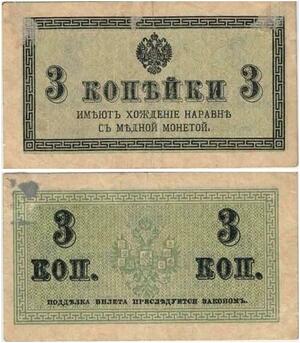 3 КОПѢЙКИ 3
ИМѢЮТЪ ХОЖДЕНІЕ НАРАВНѢ
СЪ МѢДНОЙ МОНЕТОЙ.
3 3
КОП. КОП.
ПОДДѢЛКА БИЛЕТА ПРЕСЛѢДУЕТСЯ ЗАКОНОМЪ.